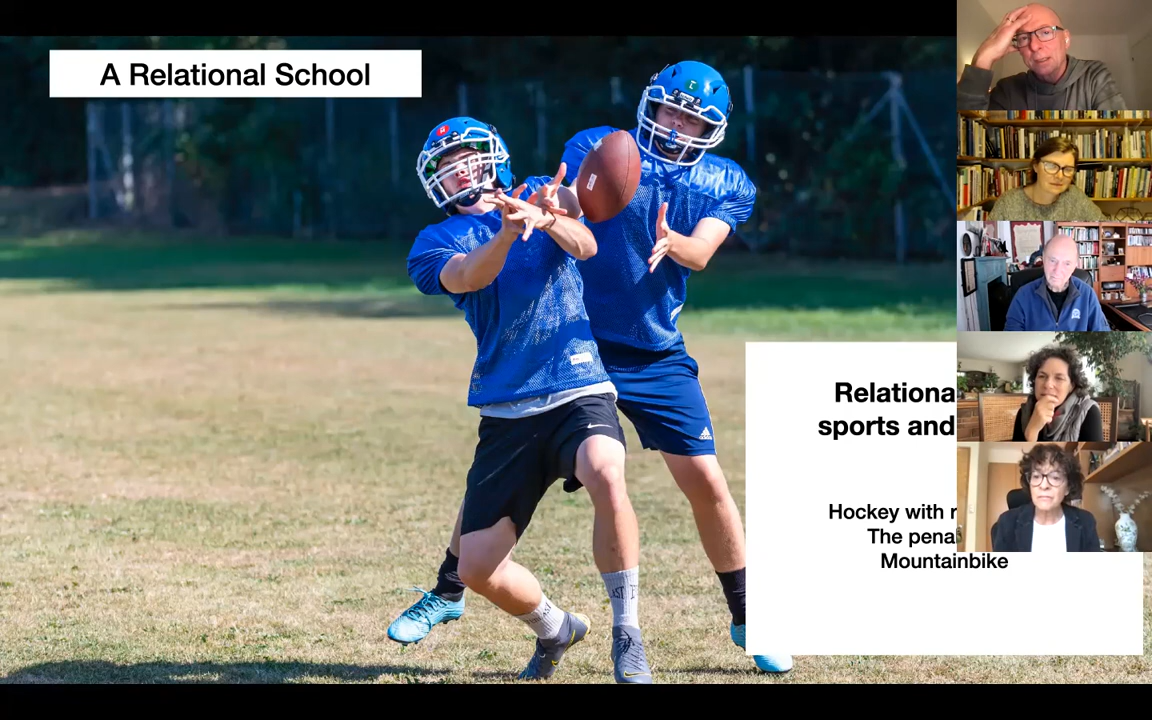 A Relational School
Relationa
sports and
Hockey with r
The pena
Mountainbike